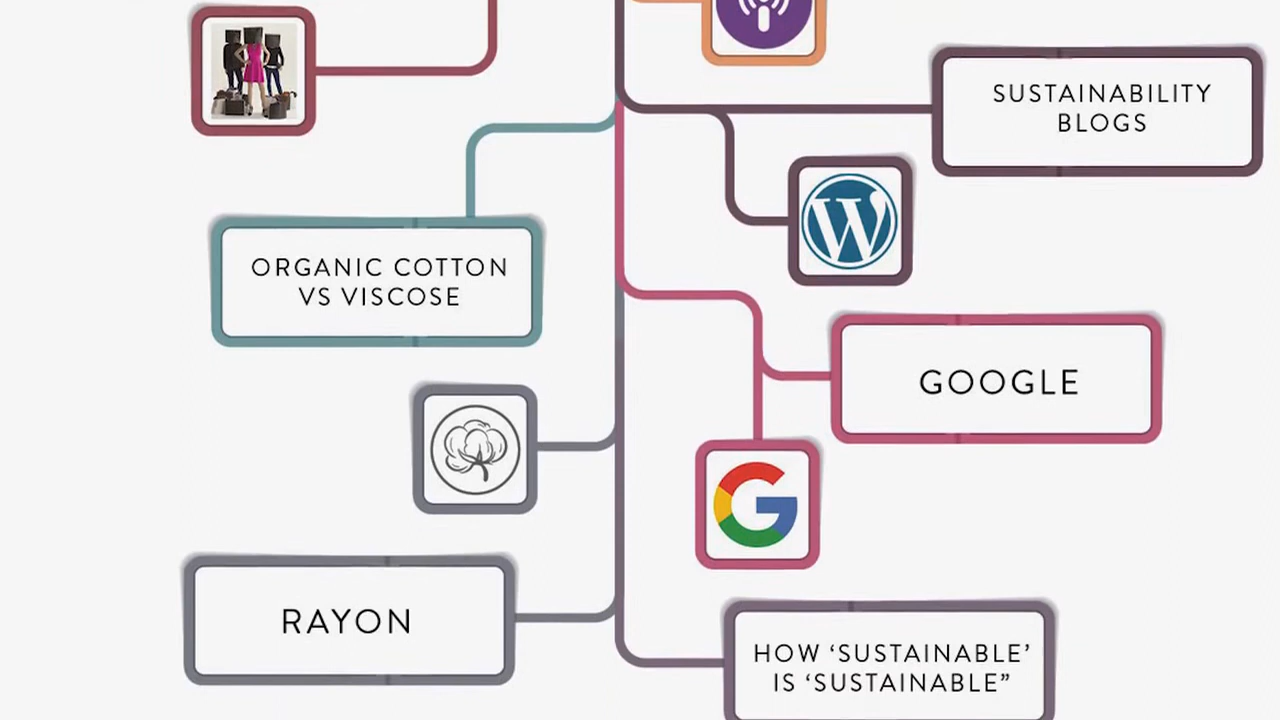 SUSTAINABILITY
BLOGS
W
ORGANIC COTTON
VS VISCOSE
GOOGLE
G
RAYON
HOW ‘SUSTAINABLE’
IS ‘SUSTAINABLE”